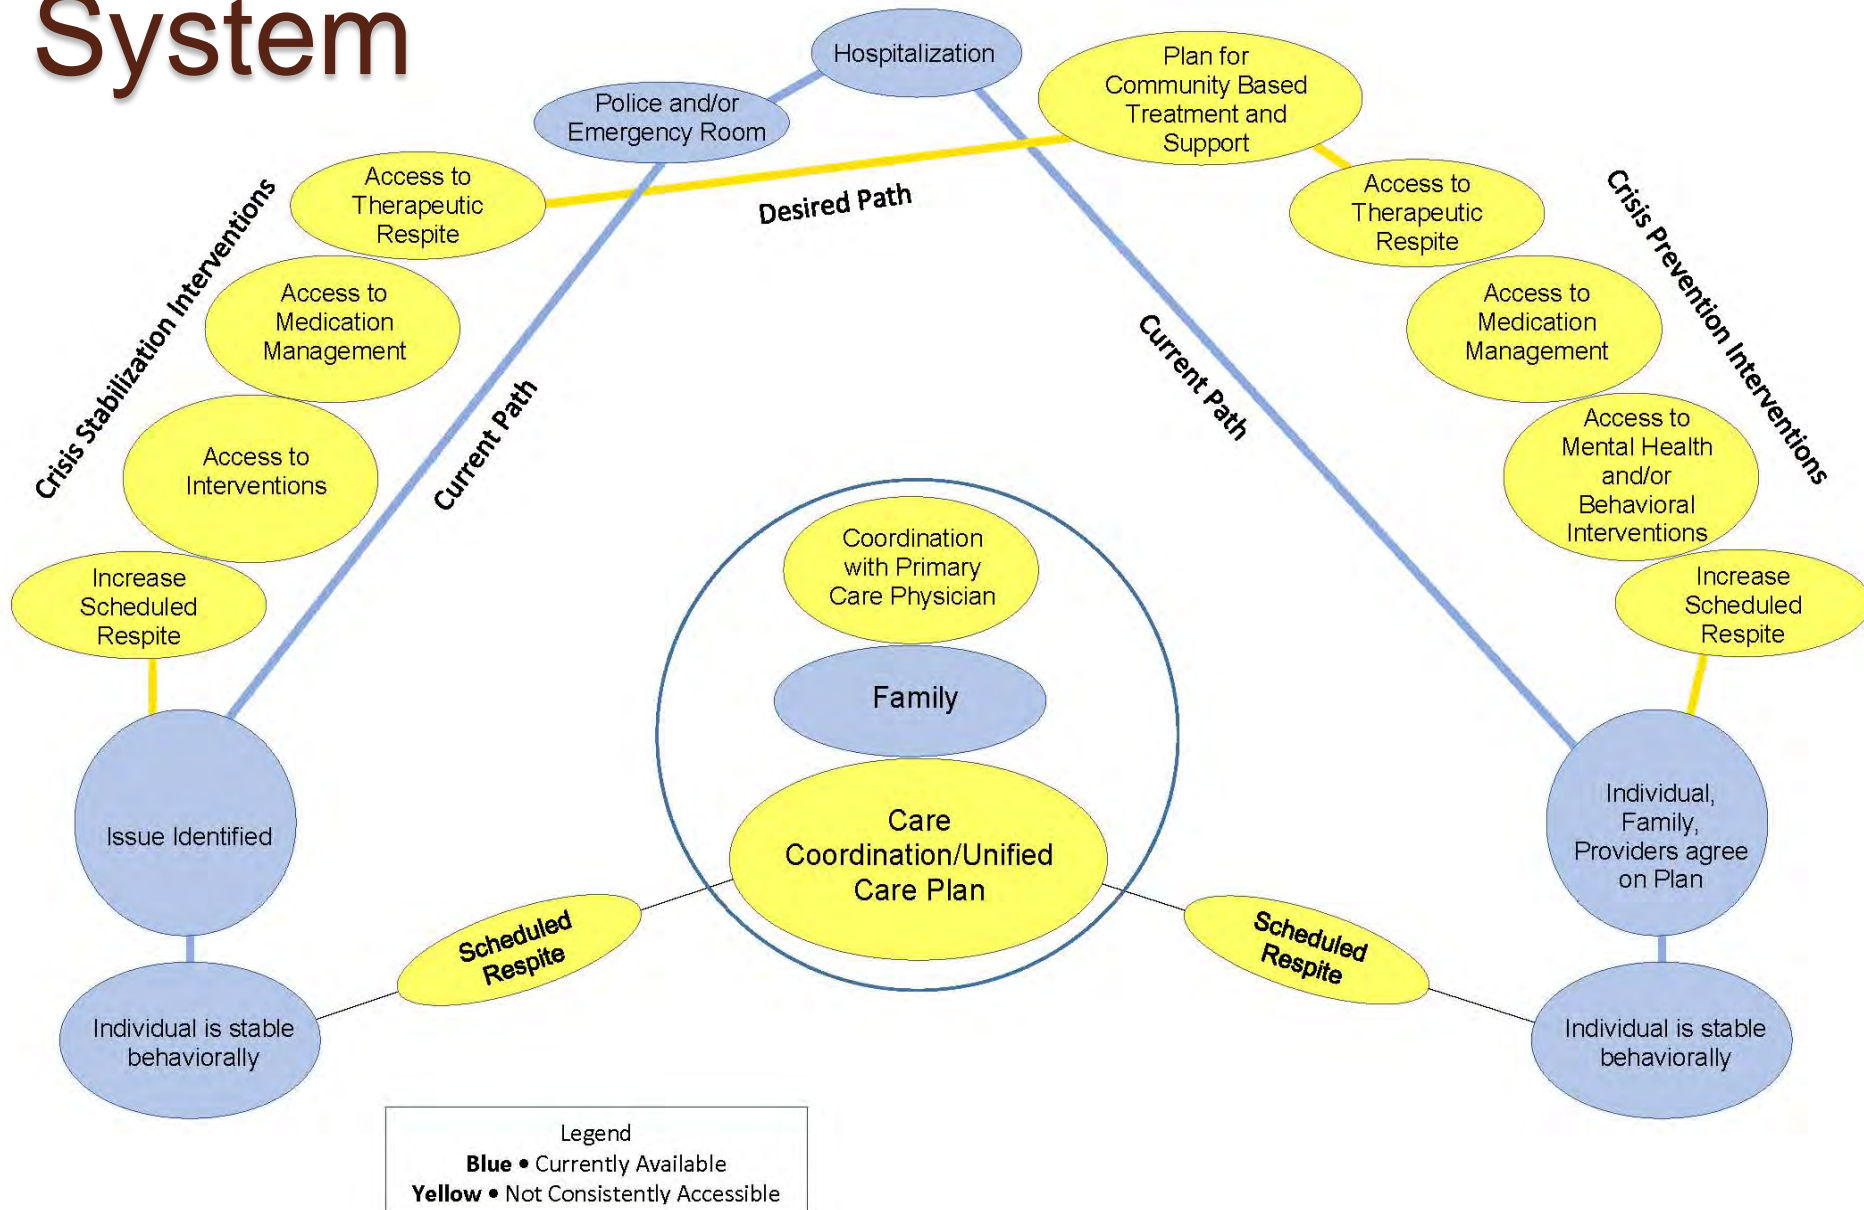 System
Hospitalization
Police and/or
Emergency Room
Plan for
Community Based
Treatment and
Support
Access to
Therapeutic
Respite
Desired Path
Access to
Therapeutic
Respite
Crisis Stabilization Interventions
Crisis Prevention Interventions
Access to
Medication
Management
Current Path
Current Path
Access to
Medication
Management
Access to
Interventions
Access to
Mental Health
and/or
Behavioral
Interventions
Increase
Scheduled
Respite
Coordination
with Primary
Care Physician
Increase
Scheduled
Respite
Family
Issue Identified
Care
Coordination/Unified
Care Plan
Individual,
Family,
Providers agree
on Plan
Scheduled
Respite
Scheduled
Respite
Individual is stable
behaviorally
Individual is stable
behaviorally
Legend
Blue • Currently Available
Yellow • Not Consistently Accessible